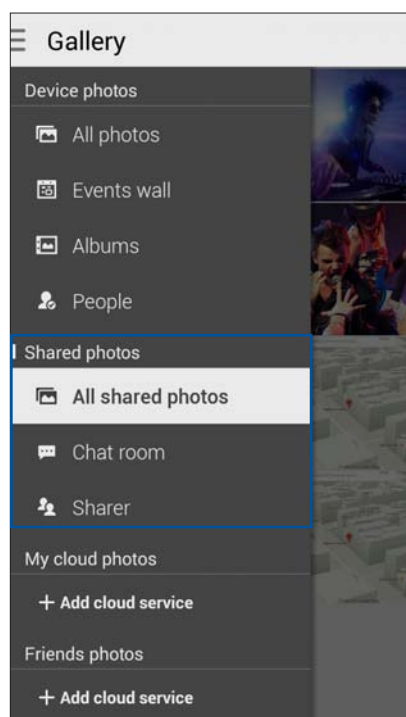 Gallery
Device photos
All photos
Events wall
Albums
People
Shared photos
All shared photos
Chat room
Sharer
My cloud photos
+ Add cloud service
Friends photos
+ Add cloud service